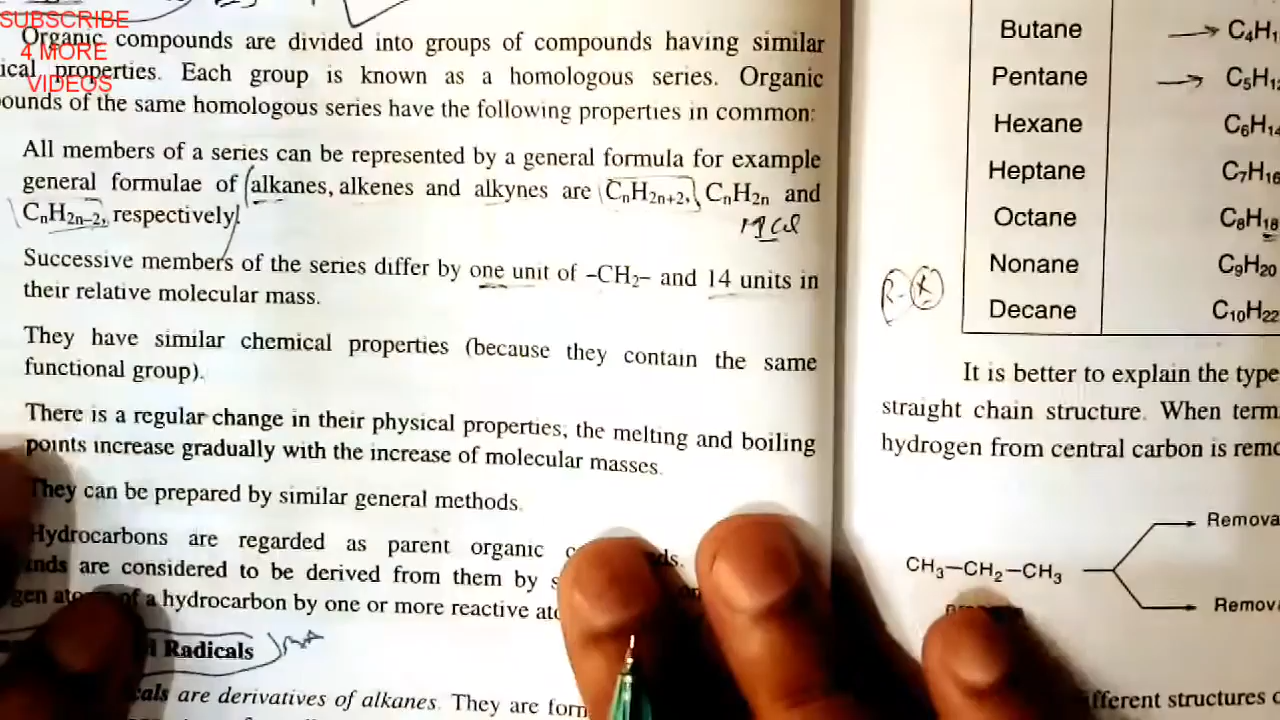 SUBSCRIBE
4 MORE
VIDEOS
Organic compounds are divided into groups of compounds having similar
ical properties. Each group is known as a homologous series. Organic
ounds of the same homologous series have the following properties in common:
All members of a series can be represented by a general formula for example
general formulae of alkanes, alkenes and alkynes are CₙH₂ₙ₊₂, CₙH₂ₙ and
CₙH₂ₙ₋₂, respectively.
Successive members of the series differ by one unit of –CH₂– and 14 units in
their relative molecular mass.
They have similar chemical properties (because they contain the same
functional group).
There is a regular change in their physical properties; the melting and boiling
points increase gradually with the increase of molecular masses.
They can be prepared by similar general methods.
Hydrocarbons are regarded as parent organic
are considered to be derived from them by
of a hydrocarbon by one or more reactive
Radicals
are derivatives of alkanes. They are form
Butane → C₄H₁
Pentane → C₅H₁₂
Hexane C₆H₁₄
Heptane C₇H₁₆
Octane C₈H₁₈
Nonane C₉H₂₀
Decane C₁₀H₂₂
R-X
It is better to explain the type
straight chain structure. When term
hydrogen from central carbon is remo
Remova
CH₃–CH₂–CH₃
Remova
ifferent structures o